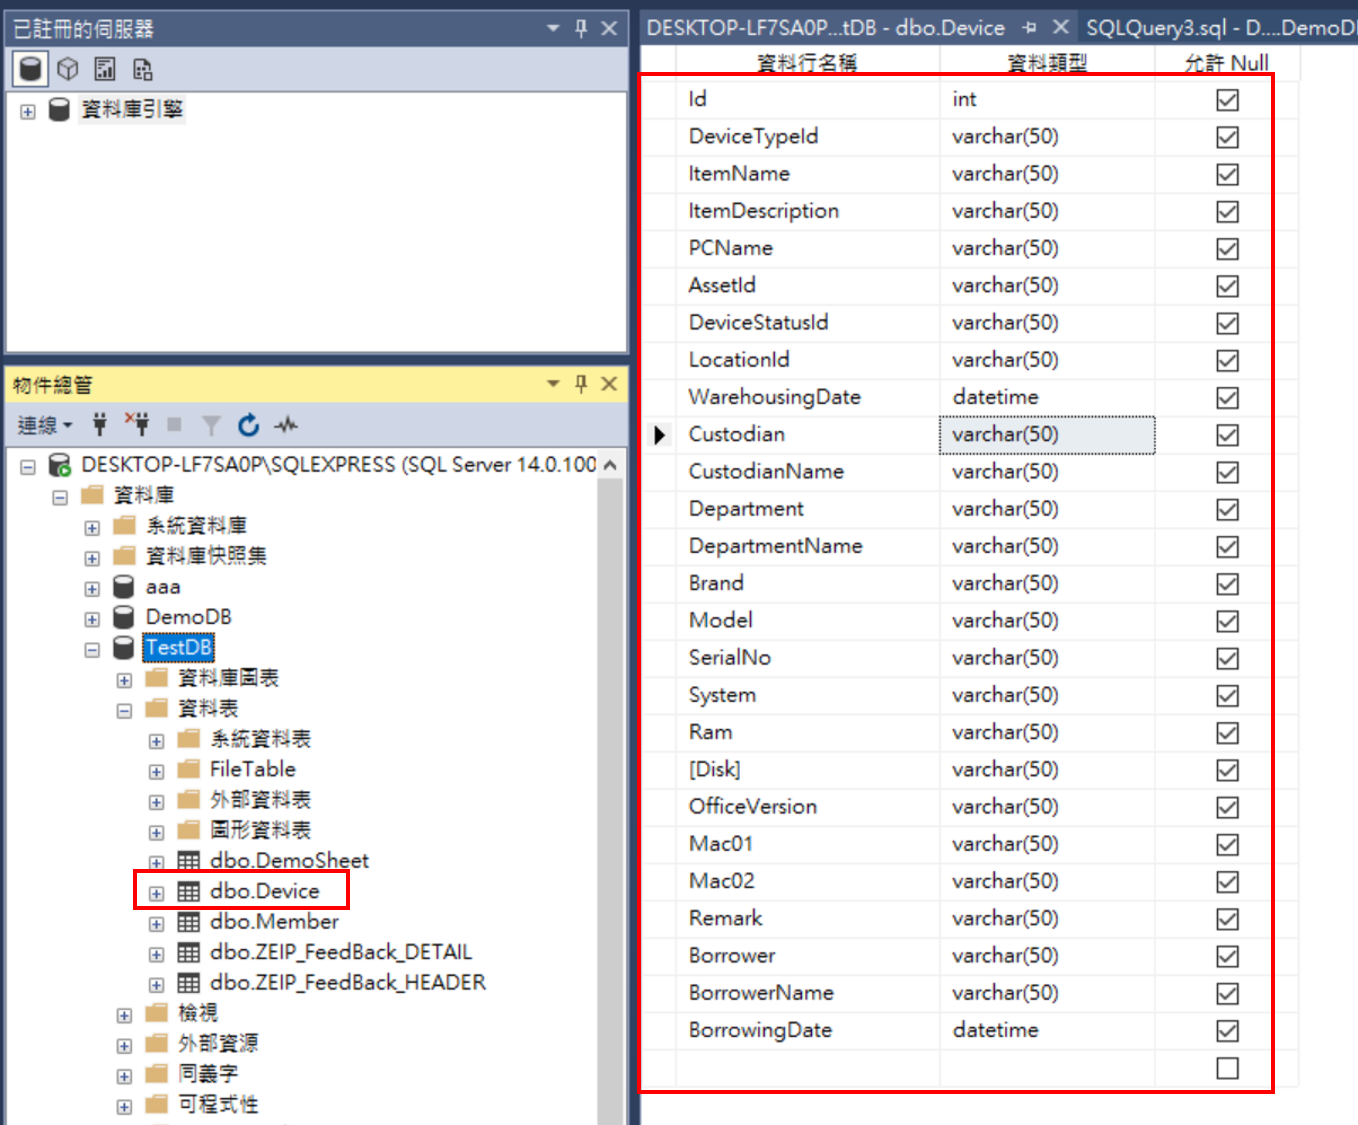 已註冊的伺服器
資料庫引擎
物件總管
連線
DESKTOP-LF7SA0P\SQLEXPRESS (SQL Server 14.0.100
資料庫
系統資料庫
資料庫快照集
aaa
DemoDB
TestDB
資料庫圖表
資料表
系統資料表
FileTable
外部資料表
圖形資料表
dbo.DemoSheet
dbo.Device
dbo.Member
dbo.ZEIP_FeedBack_DETAIL
dbo.ZEIP_FeedBack_HEADER
檢視
外部資源
同義字
可程式性
DESKTOP-LF7SA0P...tDB - dbo.Device SQLQuery3.sql - D....DemoD
資料行名稱 資料類型 允許 Null
Id int
DeviceTypeId varchar(50)
ItemName varchar(50)
ItemDescription varchar(50)
PCName varchar(50)
AssetId varchar(50)
DeviceStatusId varchar(50)
LocationId varchar(50)
WarehousingDate datetime
Custodian varchar(50)
CustodianName varchar(50)
Department varchar(50)
DepartmentName varchar(50)
Brand varchar(50)
Model varchar(50)
SerialNo varchar(50)
System varchar(50)
Ram varchar(50)
[Disk] varchar(50)
OfficeVersion varchar(50)
Mac01 varchar(50)
Mac02 varchar(50)
Remark varchar(50)
Borrower varchar(50)
BorrowerName varchar(50)
BorrowingDate datetime